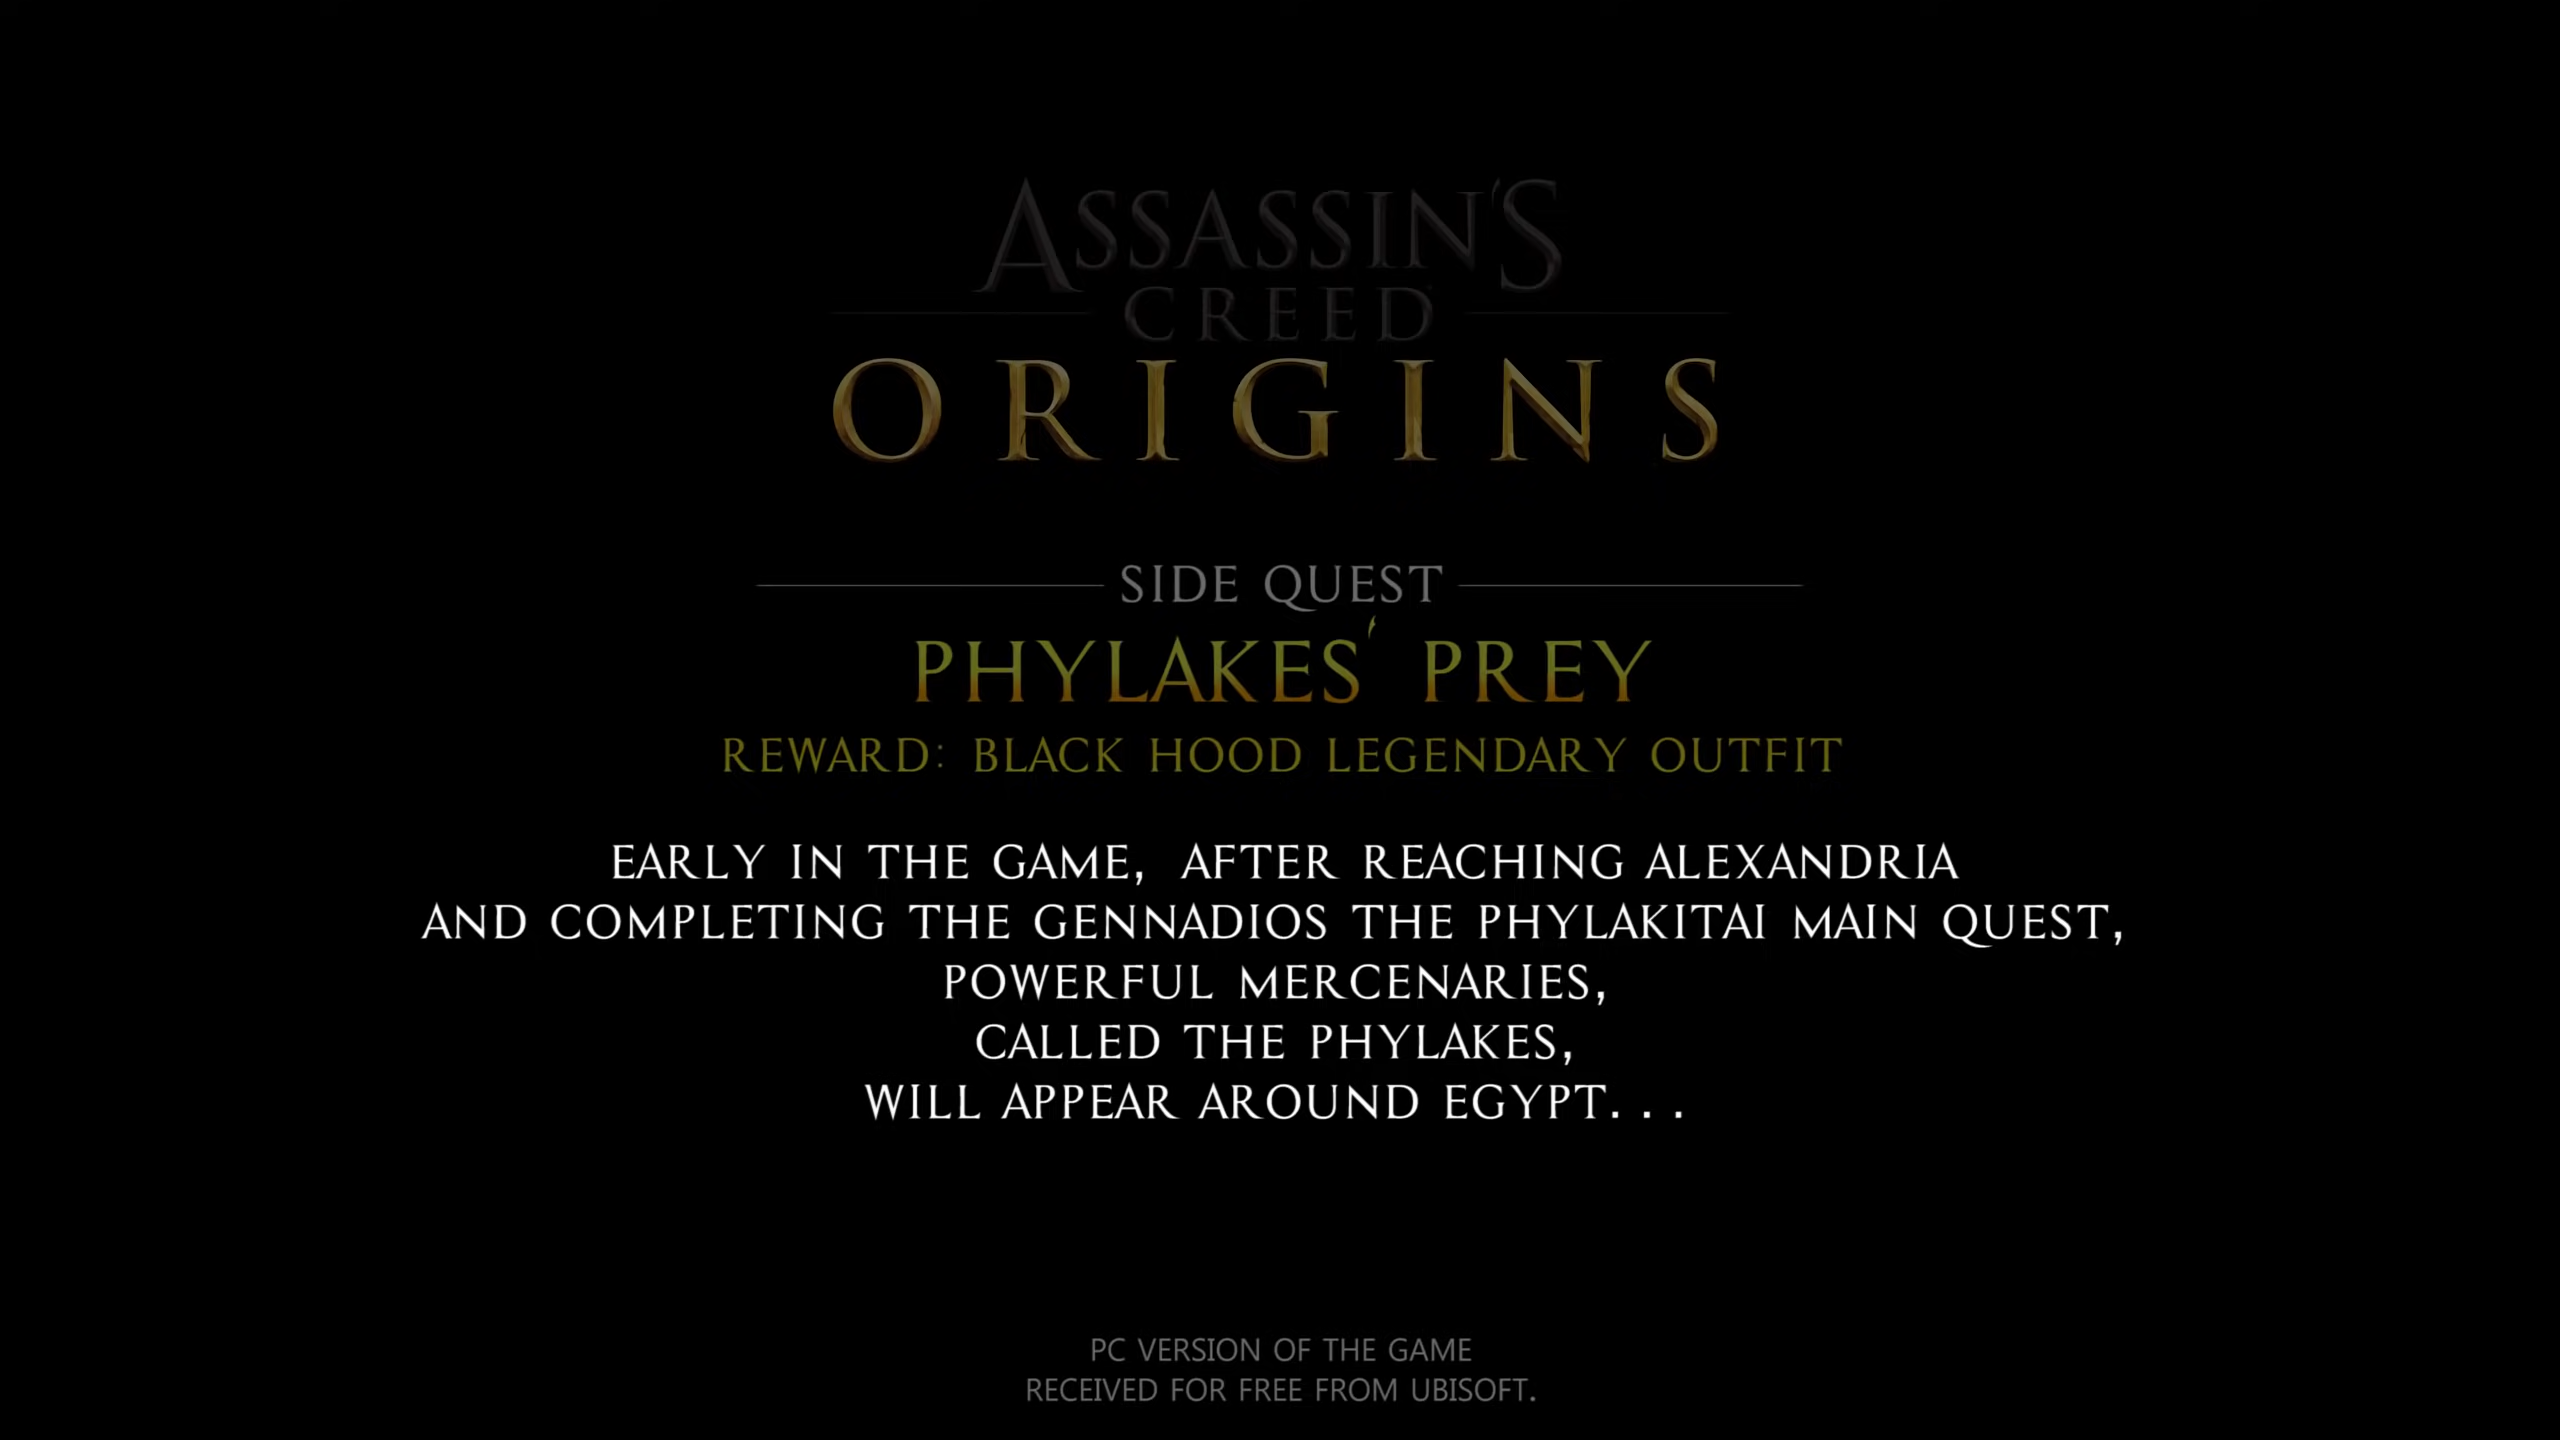 ASSASSIN'S
CREED
ORIGINS
SIDE QUEST
PHYLAKES' PREY
REWARD: BLACK HOOD LEGENDARY OUTFIT
EARLY IN THE GAME, AFTER REACHING ALEXANDRIA
AND COMPLETING THE GENNADIOS THE PHYLAKITAI MAIN QUEST,
POWERFUL MERCENARIES,
CALLED THE PHYLAKES,
WILL APPEAR AROUND EGYPT...
PC VERSION OF THE GAME
RECEIVED FOR FREE FROM UBISOFT.